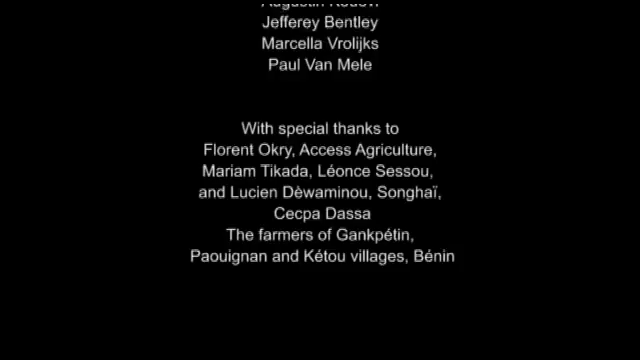 Jefferey Bentley
Marcella Vrolijks
Paul Van Mele
With special thanks to
Florent Okry, Access Agriculture,
Mariam Tikada, Léonce Sessou,
and Lucien Dèwaminou, Songhaï,
Cecpa Dassa
The farmers of Gankpétin,
Paouignan and Kétou villages, Bénin